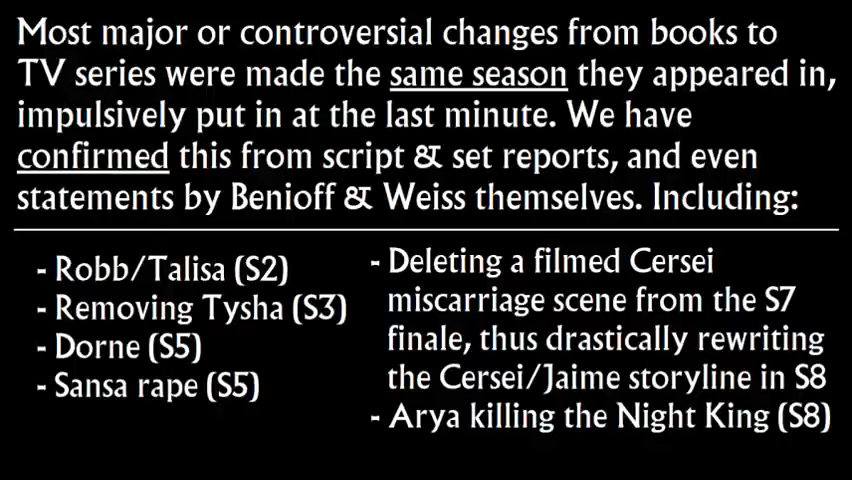 Most major or controversial changes from books to
TV series were made the same season they appeared in,
impulsively put in at the last minute. We have
confirmed this from script & set reports, and even
statements by Benioff & Weiss themselves. Including:
- Robb/Talisa (S2)
- Removing Tysha (S3)
- Dorne (S5)
- Sansa rape (S5)
- Deleting a filmed Cersei
miscarriage scene from the S7
finale, thus drastically rewriting
the Cersei/Jaime storyline in S8
- Arya killing the Night King (S8)